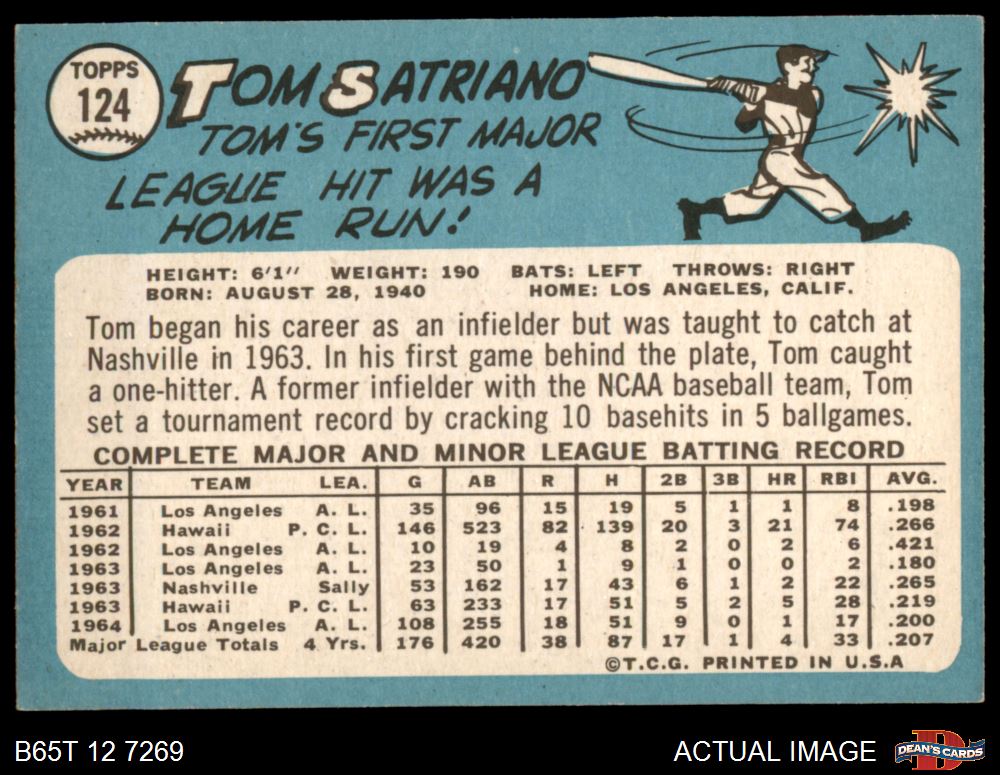 TOPPS
124
TOM SATRIANO
TOM'S FIRST MAJOR
LEAGUE HIT WAS A
HOME RUN!
HEIGHT: 6'1" WEIGHT: 190 BATS: LEFT THROWS: RIGHT
BORN: AUGUST 28, 1940 HOME: LOS ANGELES, CALIF.
Tom began his career as an infielder but was taught to catch at
Nashville in 1963. In his first game behind the plate, Tom caught
a one-hitter. A former infielder with the NCAA baseball team, Tom
set a tournament record by cracking 10 basehits in 5 ballgames.
COMPLETE MAJOR AND MINOR LEAGUE BATTING RECORD
YEAR TEAM LEA. G AB R H 2B 3B HR RBI AVG.
1961 Los Angeles A. L. 35 96 15 19 5 1 1 8 .198
1962 Hawaii P. C. L. 146 523 82 139 20 3 21 74 .266
1962 Los Angeles A. L. 10 19 4 8 2 0 2 6 .421
1963 Los Angeles A. L. 23 50 1 9 1 0 0 2 .180
1963 Nashville Sally 53 162 17 43 6 1 2 22 .265
1963 Hawaii P. C. L. 63 233 17 51 5 2 5 28 .219
1964 Los Angeles A. L. 108 255 18 51 9 0 1 17 .200
Major League Totals 4 Yrs. 176 420 38 87 17 1 4 33 .207
©T.C.G. PRINTED IN U.S.A
B65T 12 7269
ACTUAL IMAGE
DEAN'S CARDS